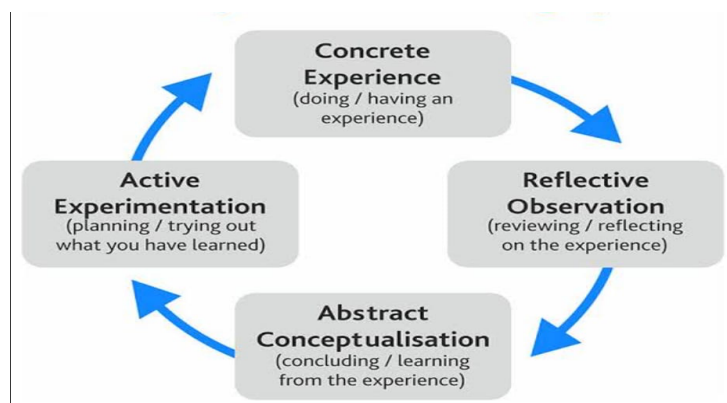 Concrete
Experience
(doing / having an
experience)
Reflective
Observation
(reviewing / reflecting
on the experience)
Abstract
Conceptualisation
(concluding / learning
from the experience)
Active
Experimentation
(planning / trying out
what you have learned)